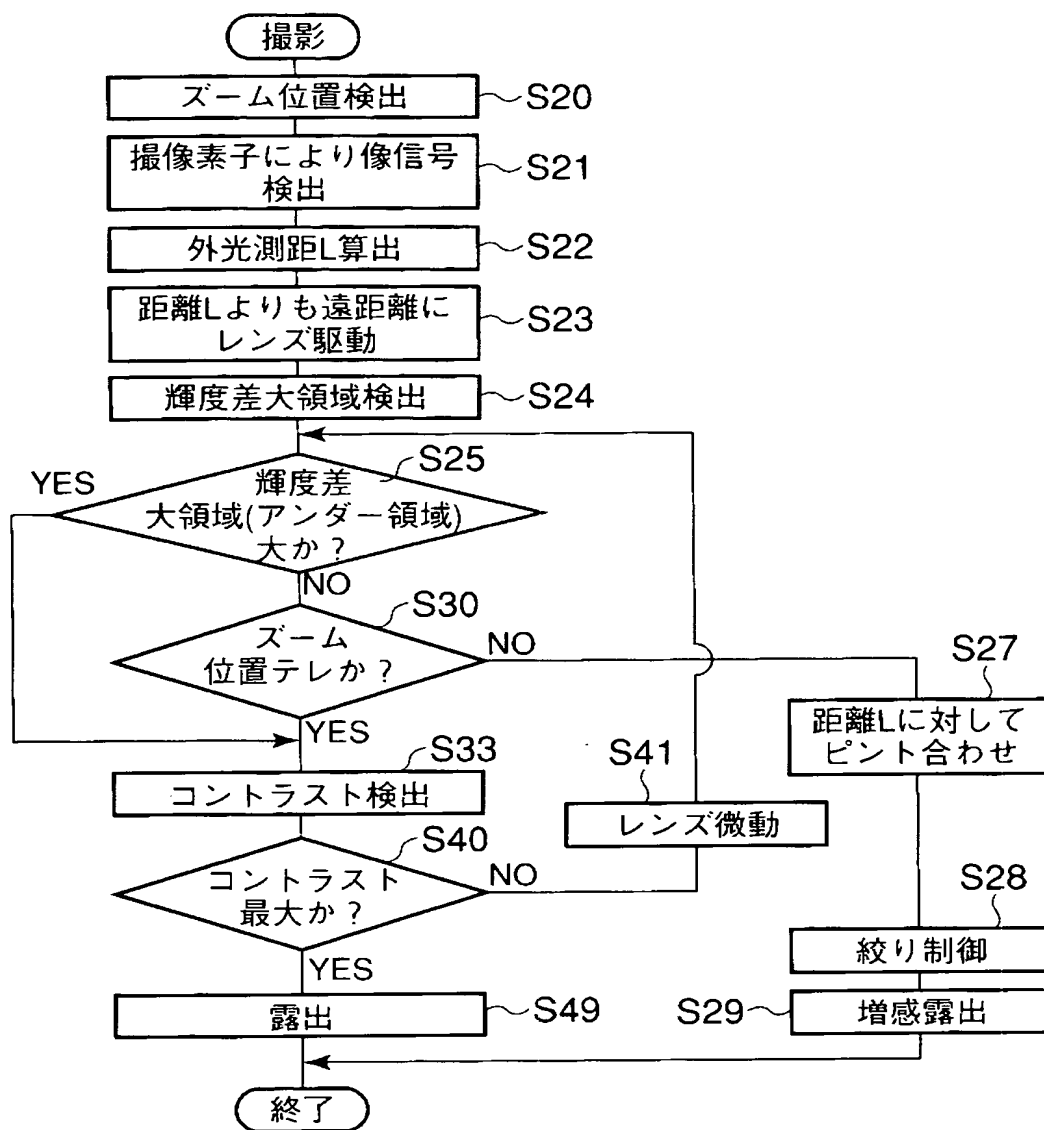 撮影
ズーム位置検出
S20
撮像素子により像信号
検出
S21
外光測距L算出
S22
距離Lよりも遠距離に
レンズ駆動
S23
輝度差大領域検出
S24
S25
YES
輝度差
大領域(アンダー領域)
大か?
NO
S30
ズーム
位置テレか?
NO
YES
S27
距離Lに対して
ピント合わせ
S33
コントラスト検出
S41
レンズ微動
S40
コントラスト
最大か?
NO
YES
S28
絞り制御
露出
S49
S29
増感露出
終了